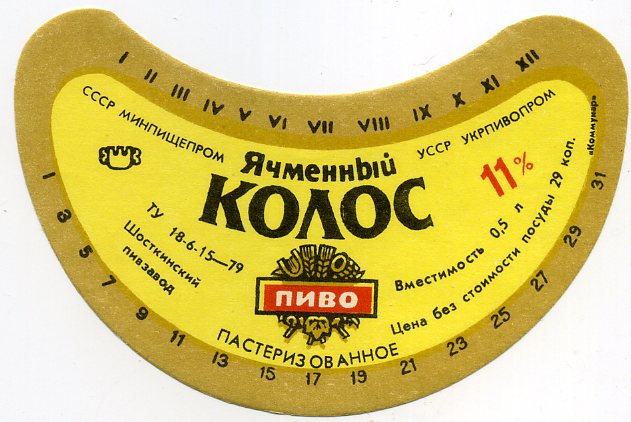 I II III IV V VI VII VIII IX X XI XII
СССР МИНПИЩЕПРОМ
УССР УКРПИВОПРОМ
«Коммунар»
Ячменный
КОЛОС
11%
ТУ 18-6-15—79
Шосткинский
пивзавод
ПИВО
Вместимость 0,5 л
Цена без стоимости посуды 29 коп.
ПАСТЕРИЗОВАННОЕ
1 3 5 7 9 11 13 15 17 19 21 23 25 27 29 31